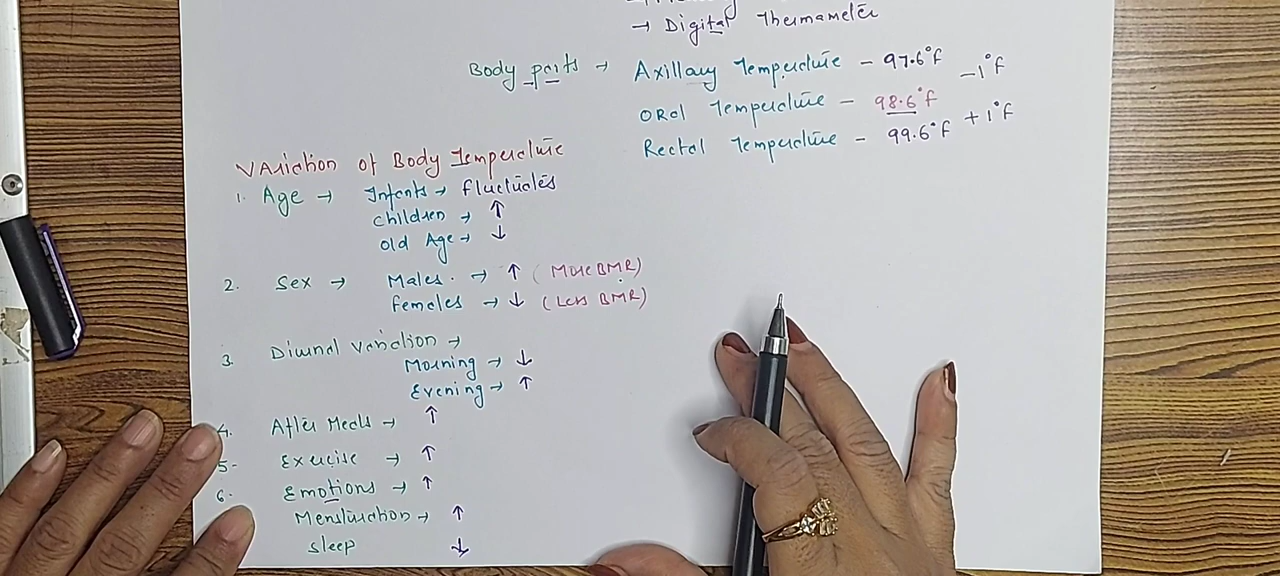 → Digital Thermameter
Body parts → Axillary Temperature - 97.6°F -1°F
ORal Temperature - 98.6°F
Rectal Temperature - 99.6°F +1°F
Variation of Body Temperature
1. Age → Infants → fluctuates
children → ↑
old Age → ↓
2. Sex → Males. → ↑ (More BMR)
females → ↓ (Less BMR)
3. Diurnal variation →
Morning → ↓
Evening → ↑
4. After Meals → ↑
5- Exercise → ↑
6. Emotions → ↑
Menstruction → ↑
sleep ↓